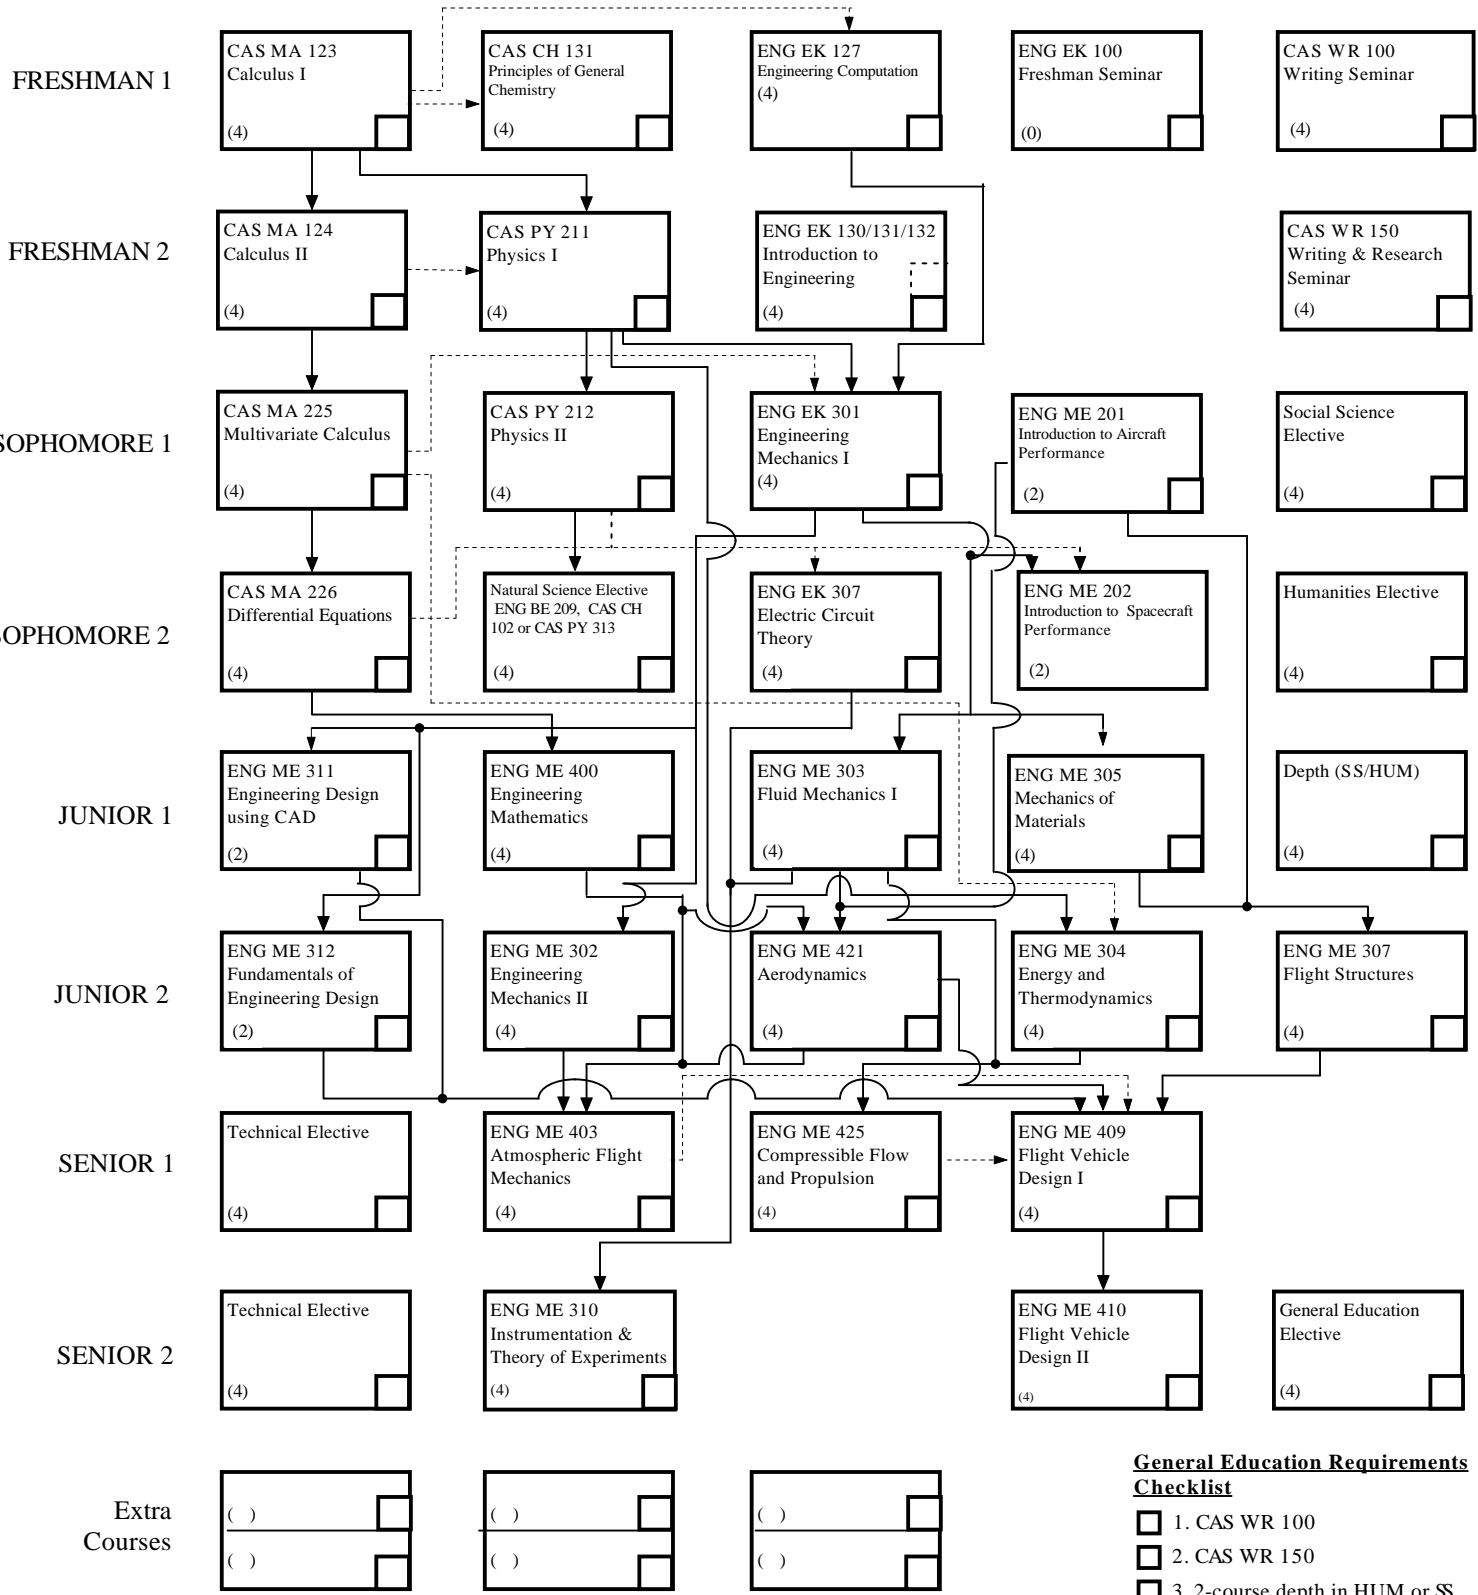 FRESHMAN 1
CAS MA 123
Calculus I
(4)
CAS CH 131
Principles of General
Chemistry
(4)
ENG EK 127
Engineering Computation
(4)
ENG EK 100
Freshman Seminar
(0)
CAS WR 100
Writing Seminar
(4)
FRESHMAN 2
CAS MA 124
Calculus II
(4)
CAS PY 211
Physics I
(4)
ENG EK 130/131/132
Introduction to
Engineering
(4)
CAS WR 150
Writing & Research
Seminar
(4)
SOPHOMORE 1
CAS MA 225
Multivariate Calculus
(4)
CAS PY 212
Physics II
(4)
ENG EK 301
Engineering
Mechanics I
(4)
ENG ME 201
Introduction to Aircraft
Performance
(2)
Social Science
Elective
(4)
SOPHOMORE 2
CAS MA 226
Differential Equations
(4)
Natural Science Elective
ENG BE 209, CAS CH
102 or CAS PY 313
(4)
ENG EK 307
Electric Circuit
Theory
(4)
ENG ME 202
Introduction to Spacecraft
Performance
(2)
Humanities Elective
(4)
JUNIOR 1
ENG ME 311
Engineering Design
using CAD
(2)
ENG ME 400
Engineering
Mathematics
(4)
ENG ME 303
Fluid Mechanics I
(4)
ENG ME 305
Mechanics of
Materials
(4)
Depth (SS/HUM)
(4)
JUNIOR 2
ENG ME 312
Fundamentals of
Engineering Design
(2)
ENG ME 302
Engineering
Mechanics II
(4)
ENG ME 421
Aerodynamics
(4)
ENG ME 304
Energy and
Thermodynamics
(4)
ENG ME 307
Flight Structures
(4)
SENIOR 1
Technical Elective
(4)
ENG ME 403
Atmospheric Flight
Mechanics
(4)
ENG ME 425
Compressible Flow
and Propulsion
(4)
ENG ME 409
Flight Vehicle
Design I
(4)
SENIOR 2
Technical Elective
(4)
ENG ME 310
Instrumentation &
Theory of Experiments
(4)
ENG ME 410
Flight Vehicle
Design II
(4)
General Education
Elective
(4)
Extra
Courses
( )
( )
( )
( )
( )
( )
General Education Requirements
Checklist
1. CAS WR 100
2. CAS WR 150
3. 2-course depth in HUM or SS